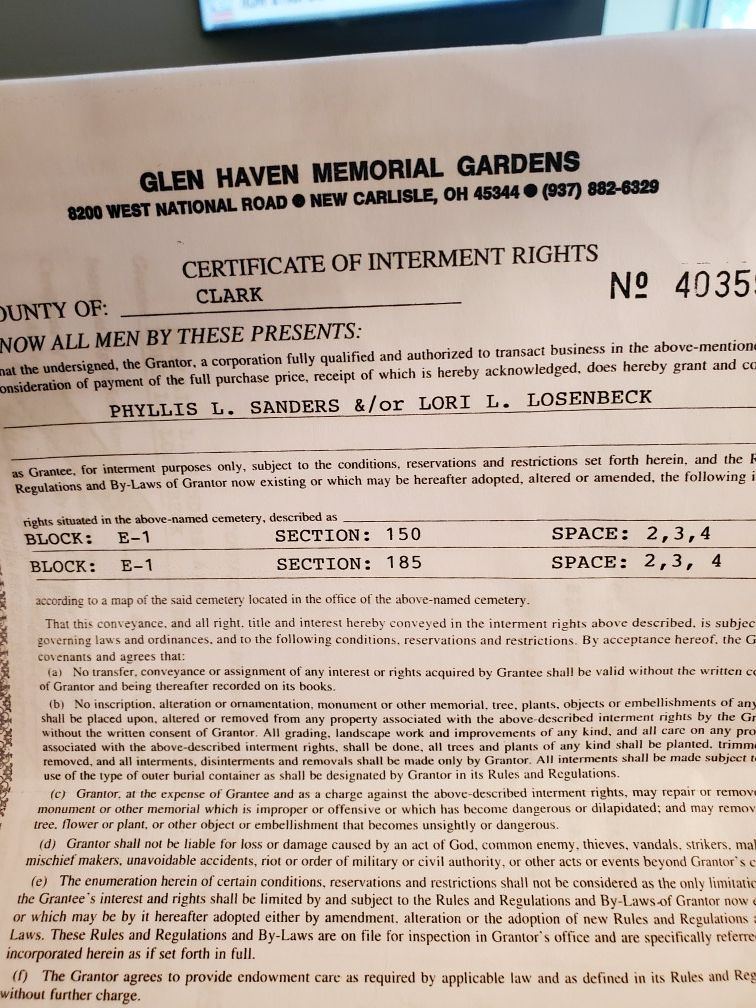 GLEN HAVEN MEMORIAL GARDENS
8200 WEST NATIONAL ROAD ● NEW CARLISLE, OH 45344 ● (937) 882-6329
CERTIFICATE OF INTERMENT RIGHTS
OUNTY OF: CLARK Nº 4035
NOW ALL MEN BY THESE PRESENTS:
hat the undersigned, the Grantor, a corporation fully qualified and authorized to transact business in the above-mentione
onsideration of payment of the full purchase price, receipt of which is hereby acknowledged, does hereby grant and co
PHYLLIS L. SANDERS &/or LORI L. LOSENBECK
as Grantee, for interment purposes only, subject to the conditions, reservations and restrictions set forth herein, and the R
Regulations and By-Laws of Grantor now existing or which may be hereafter adopted, altered or amended, the following i
rights situated in the above-named cemetery, described as
BLOCK: E-1 SECTION: 150 SPACE: 2,3,4
BLOCK: E-1 SECTION: 185 SPACE: 2,3, 4
according to a map of the said cemetery located in the office of the above-named cemetery.
That this conveyance, and all right, title and interest hereby conveyed in the interment rights above described, is subjec
governing laws and ordinances, and to the following conditions, reservations and restrictions. By acceptance hereof, the G
covenants and agrees that:
(a) No transfer, conveyance or assignment of any interest or rights acquired by Grantee shall be valid without the written co
of Grantor and being thereafter recorded on its books.
(b) No inscription, alteration or ornamentation, monument or other memorial, tree, plants, objects or embellishments of any
shall be placed upon, altered or removed from any property associated with the above-described interment rights by the Gr
without the written consent of Grantor. All grading, landscape work and improvements of any kind, and all care on any pro
associated with the above-described interment rights, shall be done, all trees and plants of any kind shall be planted, trimm
removed, and all interments, disinterments and removals shall be made only by Grantor. All interments shall be made subject t
use of the type of outer burial container as shall be designated by Grantor in its Rules and Regulations.
(c) Grantor, at the expense of Grantee and as a charge against the above-described interment rights, may repair or remov
monument or other memorial which is improper or offensive or which has become dangerous or dilapidated; and may remov
tree, flower or plant, or other object or embellishment that becomes unsightly or dangerous.
(d) Grantor shall not be liable for loss or damage caused by an act of God, common enemy, thieves, vandals, strikers, mal
mischief makers, unavoidable accidents, riot or order of military or civil authority, or other acts or events beyond Grantor's c
(e) The enumeration herein of certain conditions, reservations and restrictions shall not be considered as the only limitatio
the Grantee's interest and rights shall be limited by and subject to the Rules and Regulations and By-Laws of Grantor now
or which may be by it hereafter adopted either by amendment, alteration or the adoption of new Rules and Regulations
Laws. These Rules and Regulations and By-Laws are on file for inspection in Grantor's office and are specifically referre
incorporated herein as if set forth in full.
(f) The Grantor agrees to provide endowment care as required by applicable law and as defined in its Rules and Reg
without further charge.